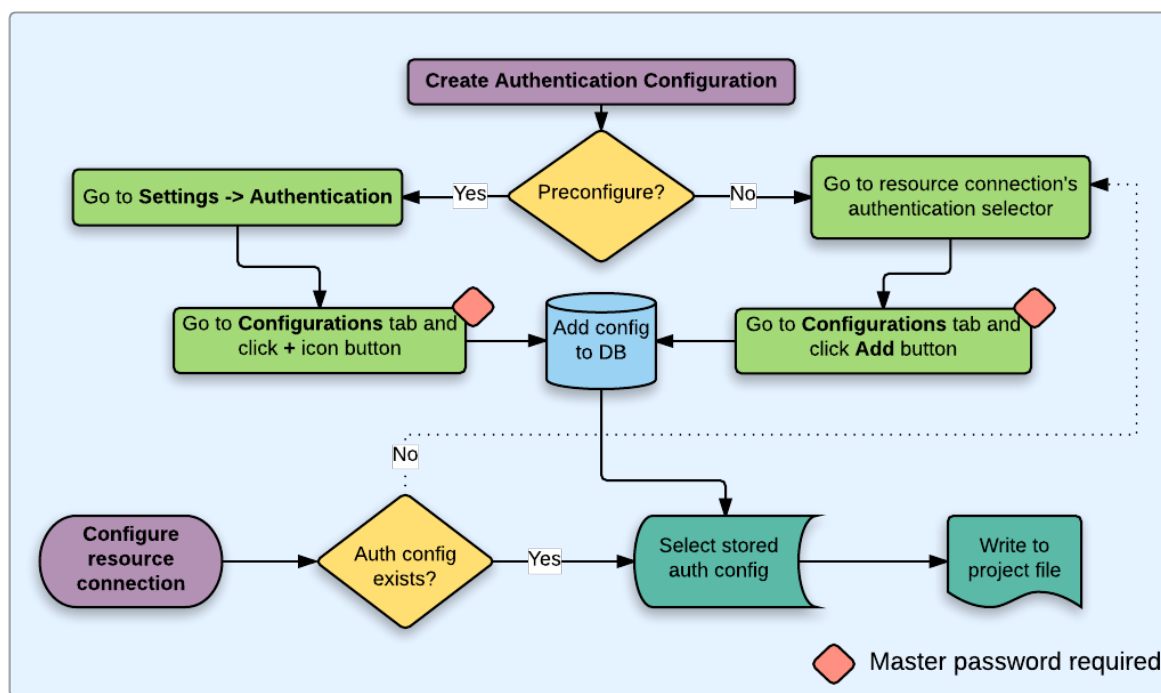 Create Authentication Configuration
Preconfigure?
Yes
No
Go to Settings -> Authentication
Go to resource connection's
authentication selector
Go to Configurations tab and
click + icon button
Add config
to DB
Go to Configurations tab and
click Add button
No
Configure
resource
connection
Auth config
exists?
Yes
Select stored
auth config
Write to
project file
Master password required